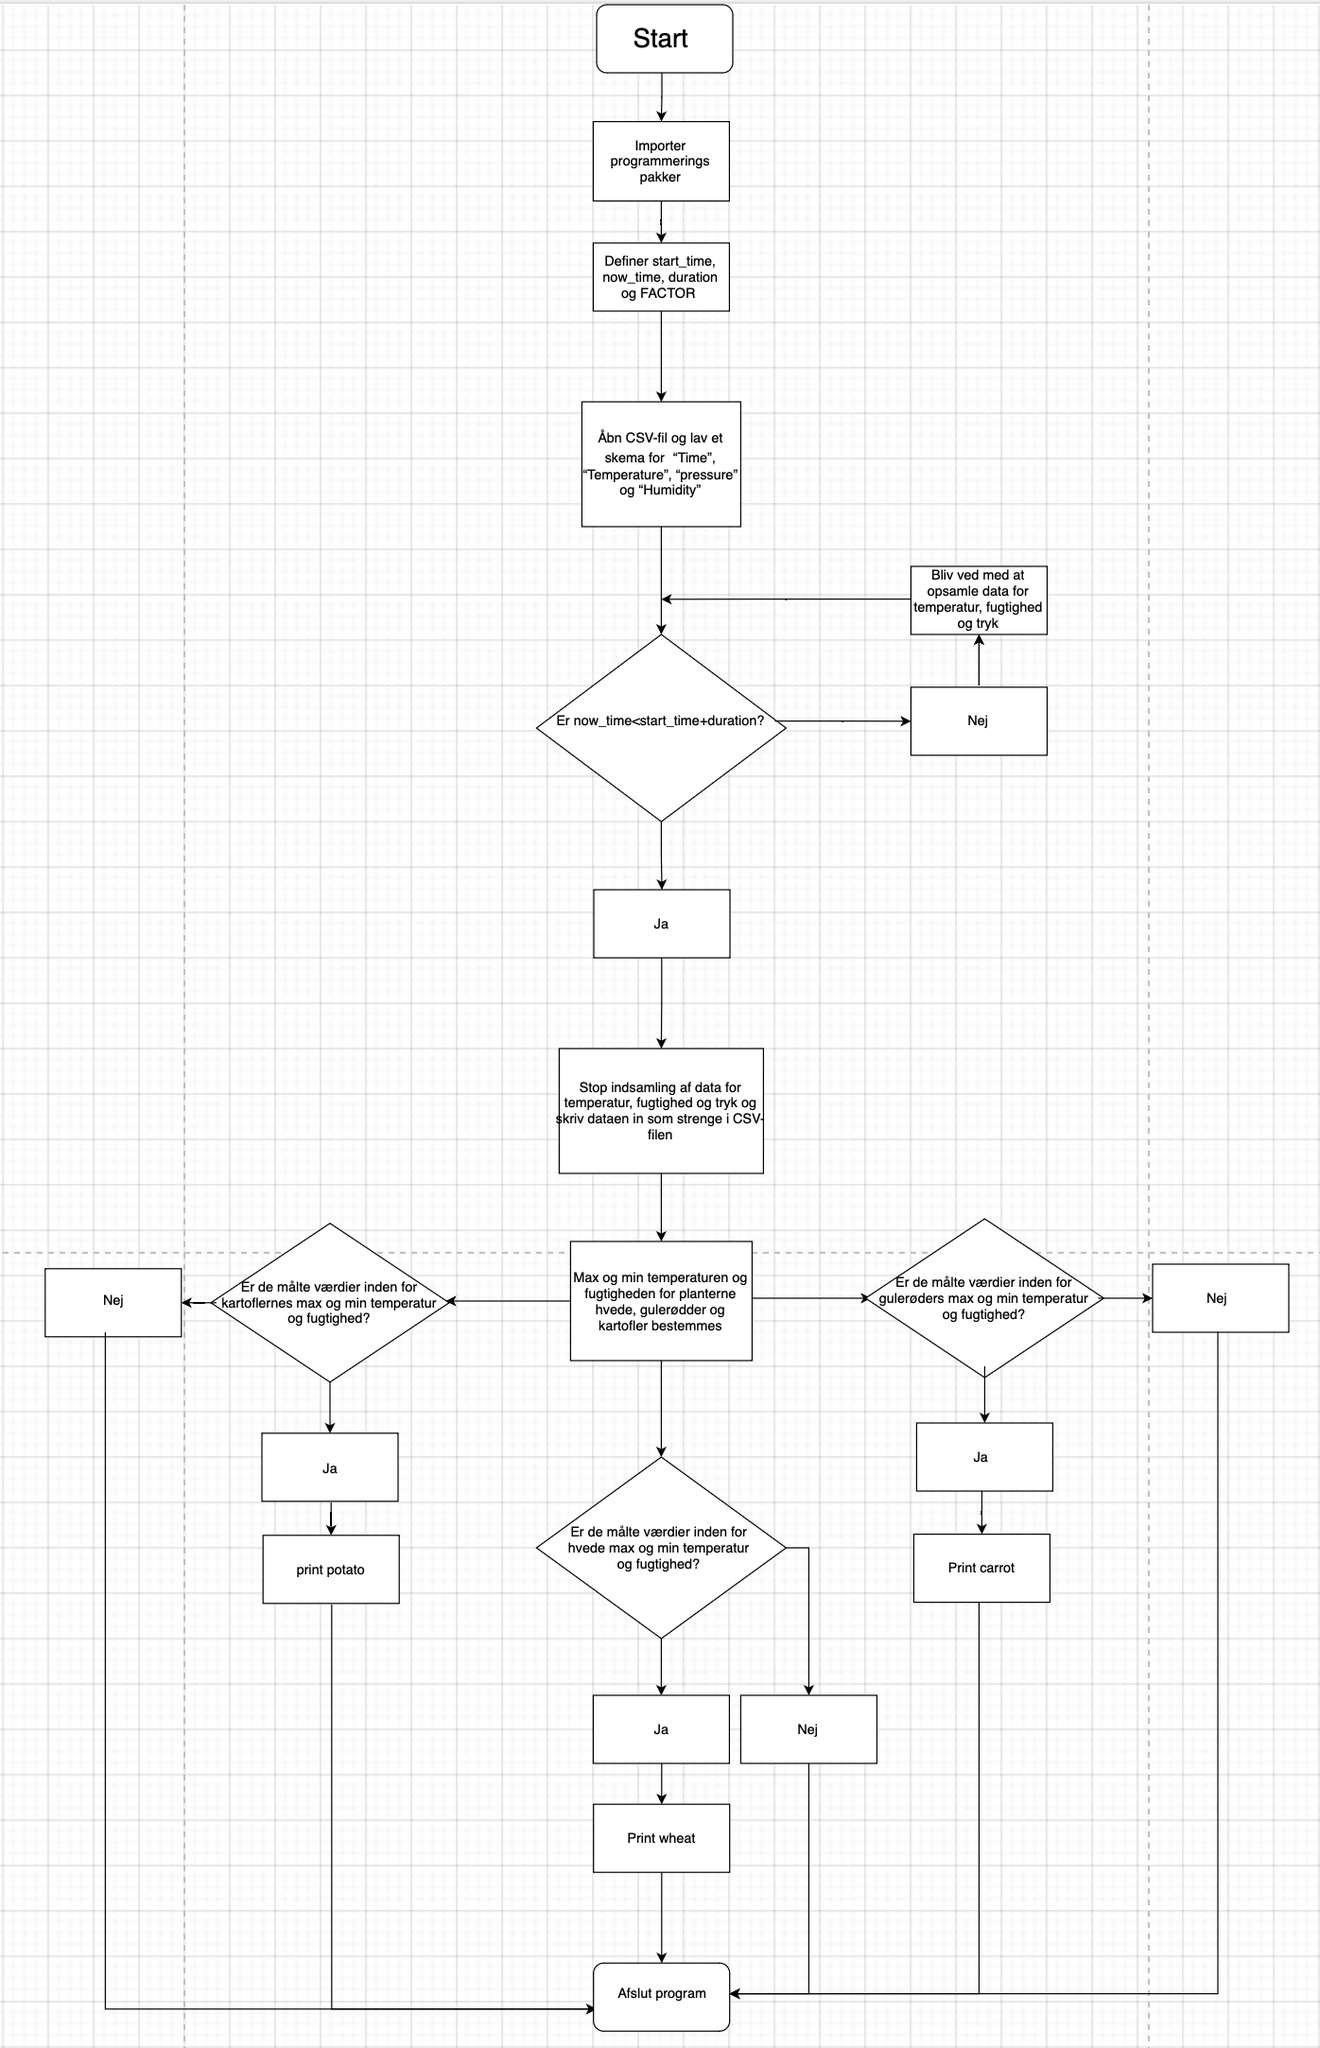 Start
Importer
programmerings
pakker
Definer start_time,
now_time, duration
og FACTOR
Åbn CSV-fil og lav et
skema for “Time”,
“Temperature”, “pressure”
og “Humidity”
Bliv ved med at
opsamle data for
temperatur, fugtighed
og tryk
Er now_time<start_time+duration?
Nej
Ja
Stop indsamling af data for
temperatur, fugtighed og tryk og
skriv dataen in som strenge i CSV-
filen
Nej
Er de målte værdier inden for
kartoflernes max og min temperatur
og fugtighed?
Max og min temperaturen og
fugtigheden for planterne
hvede, gulerødder og
kartofler bestemmes
Er de målte værdier inden for
gulerøders max og min temperatur
og fugtighed?
Nej
Ja
Ja
print potato
Er de målte værdier inden for
hvede max og min temperatur
og fugtighed?
Print carrot
Ja
Nej
Print wheat
Afslut program